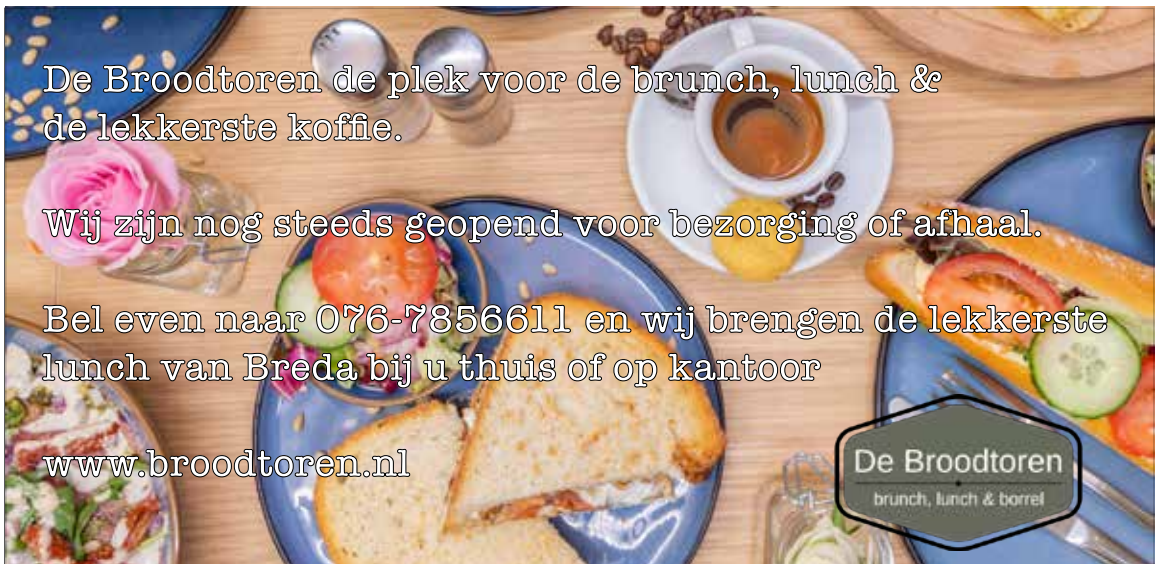 De Broodtoren de plek voor de brunch, lunch &
de lekkerste koffie.
Wij zijn nog steeds geopend voor bezorging of afhaal.
Bel even naar 076-7856611 en wij brengen de lekkerste
lunch van Breda bij u thuis of op kantoor
www.broodtoren.nl
De Broodtoren
brunch, lunch & borrel